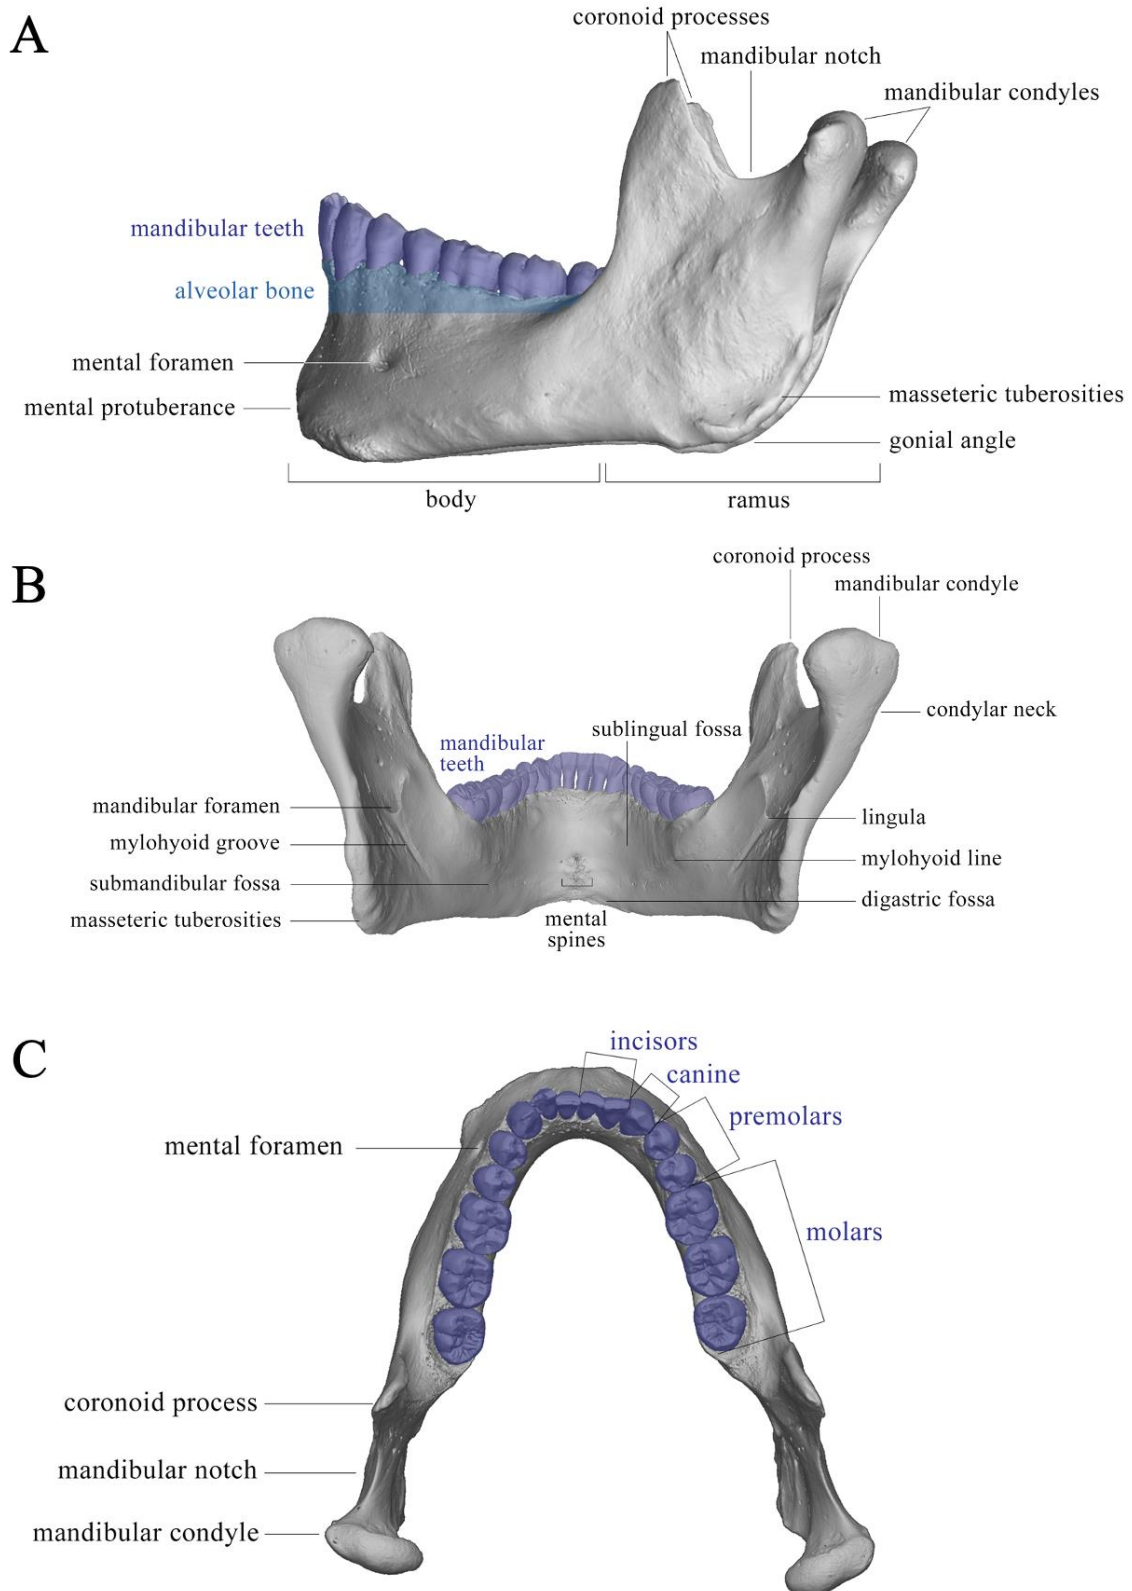 A
coronoid processes
mandibular notch
mandibular condyles
mandibular teeth
alveolar bone
mental foramen
mental protuberance
masseteric tuberosities
gonial angle
body
ramus
B
coronoid process
mandibular condyle
condylar neck
sublingual fossa
mandibular
teeth
mandibular foramen
lingula
mylohyoid groove
mylohyoid line
submandibular fossa
digastric fossa
masseteric tuberosities
mental
spines
C
incisors
canine
premolars
mental foramen
molars
coronoid process
mandibular notch
mandibular condyle